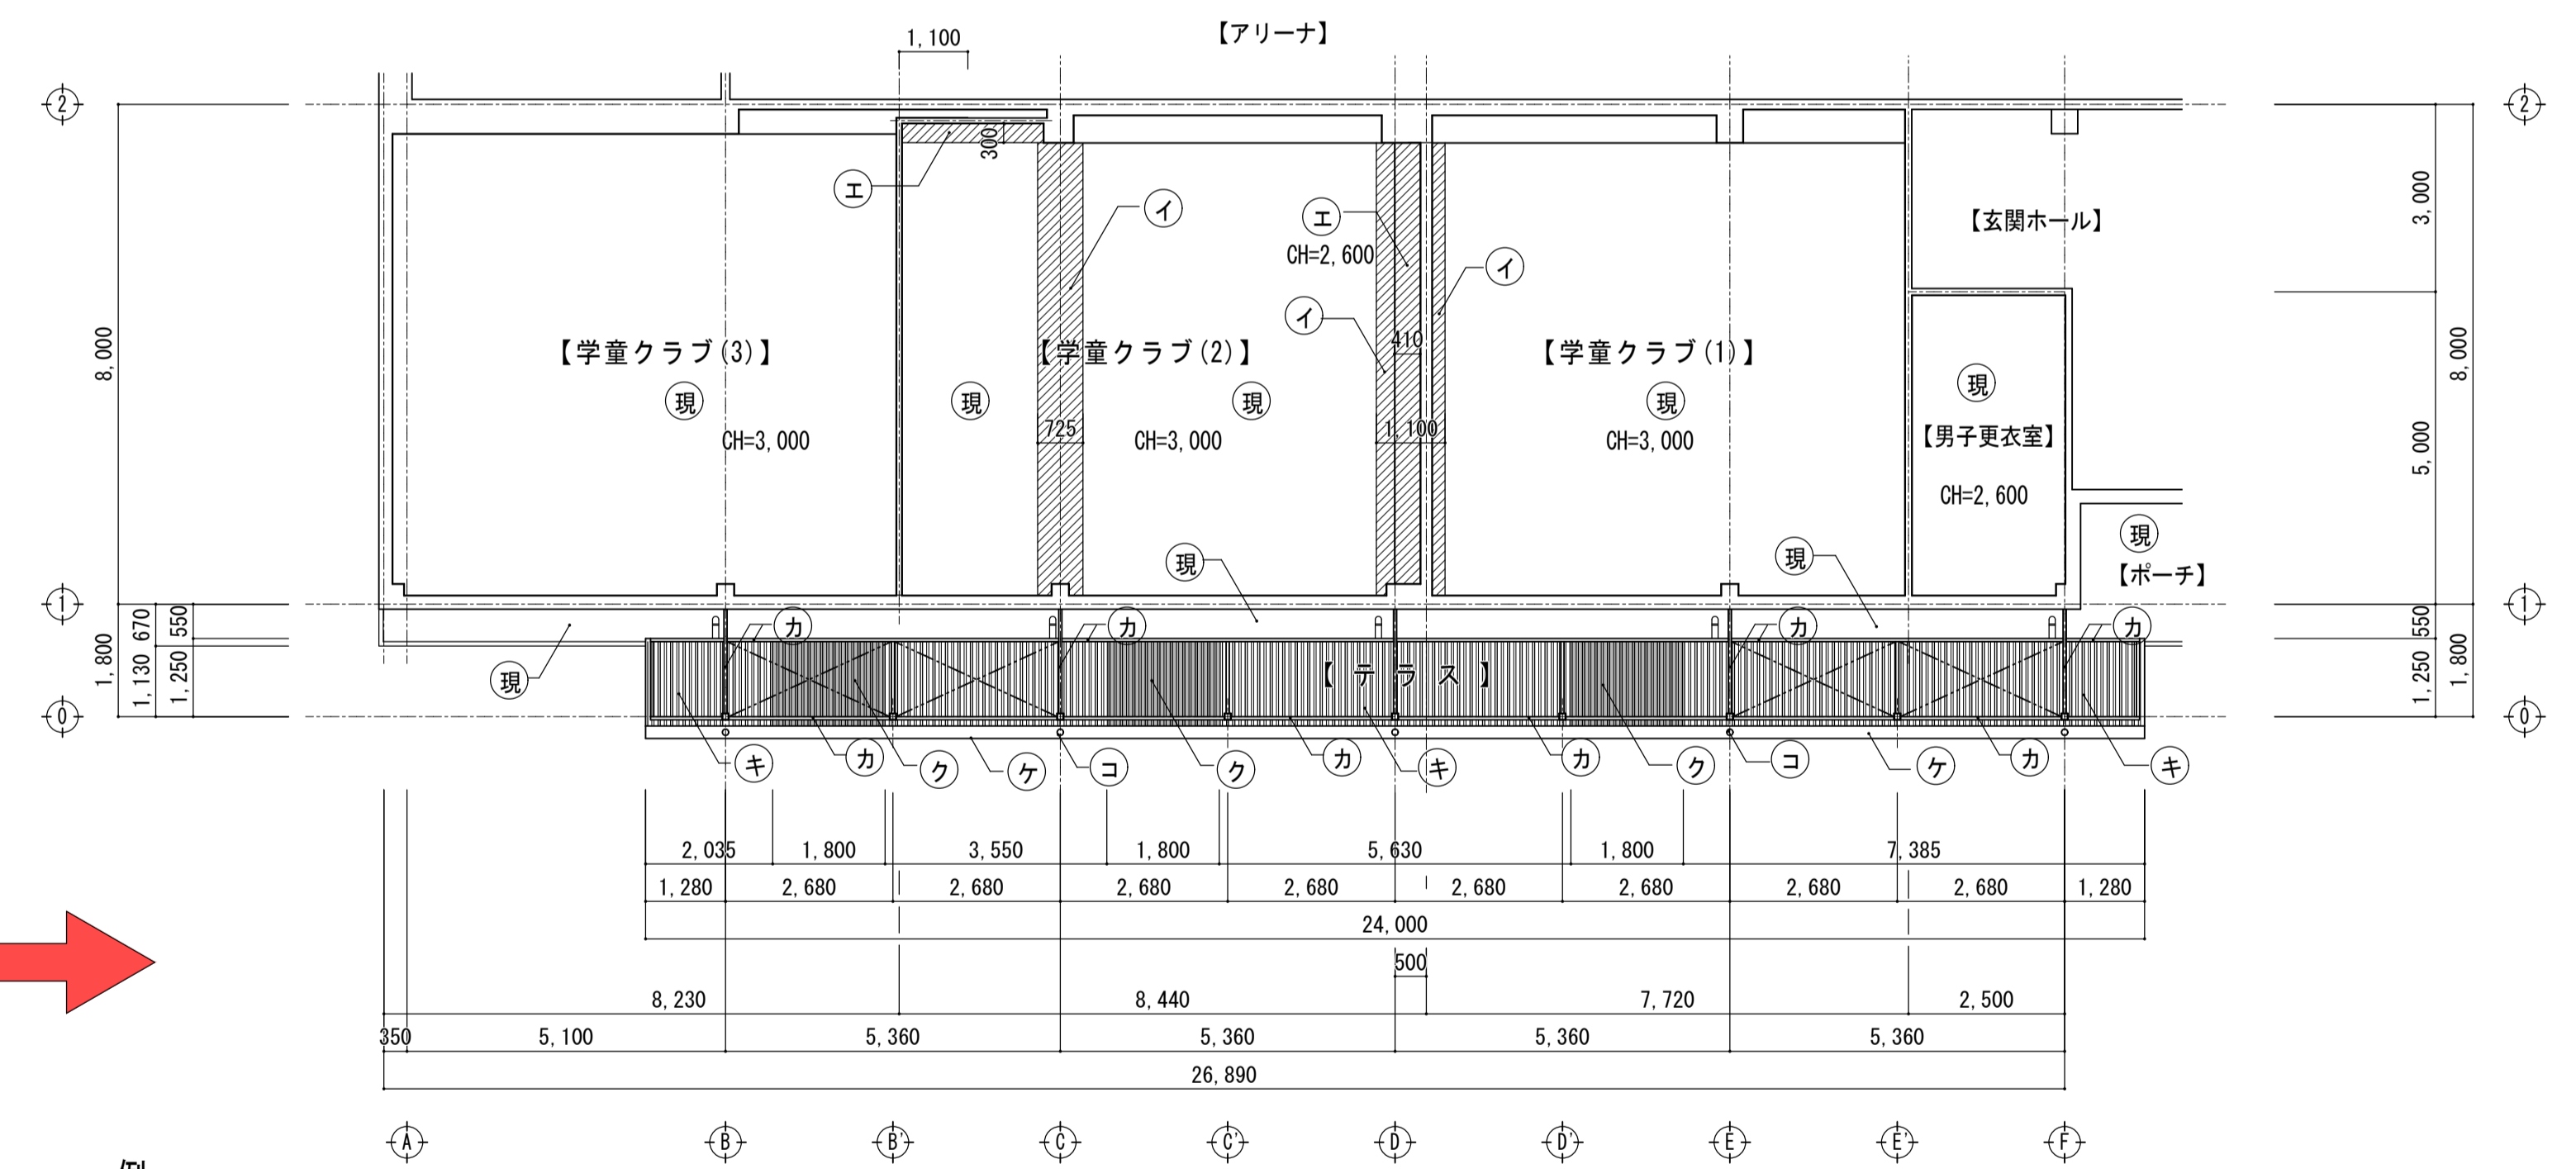 【アリーナ】
1,100
2
2
300
エ
イ
エ
CH=2,600
イ
イ
【玄関ホール】
3,000
8,000
8,000
【学童クラブ(3)】
【学童クラブ(2)】
【学童クラブ(1)】
410
現
現
現
現
現
725
1,100
CH=3,000
CH=3,000
CH=3,000
【男子更衣室】
CH=2,600
5,000
現
現
現
【ポーチ】
1
1
1,800
1,130
670
1,250
550
カ
カ
カ
カ
550
1,250
1,800
現
【テラス】
0
0
キ
カ
ク
ケ
コ
ク
カ
キ
カ
ク
コ
ケ
カ
キ
2,035
1,800
3,550
1,800
5,630
1,800
7,385
1,280
2,680
2,680
2,680
2,680
2,680
2,680
2,680
2,680
1,280
24,000
500
8,230
8,440
7,720
2,500
350
5,100
5,360
5,360
5,360
5,360
26,890
A
B
B'
C
C'
D
D'
E
E'
F